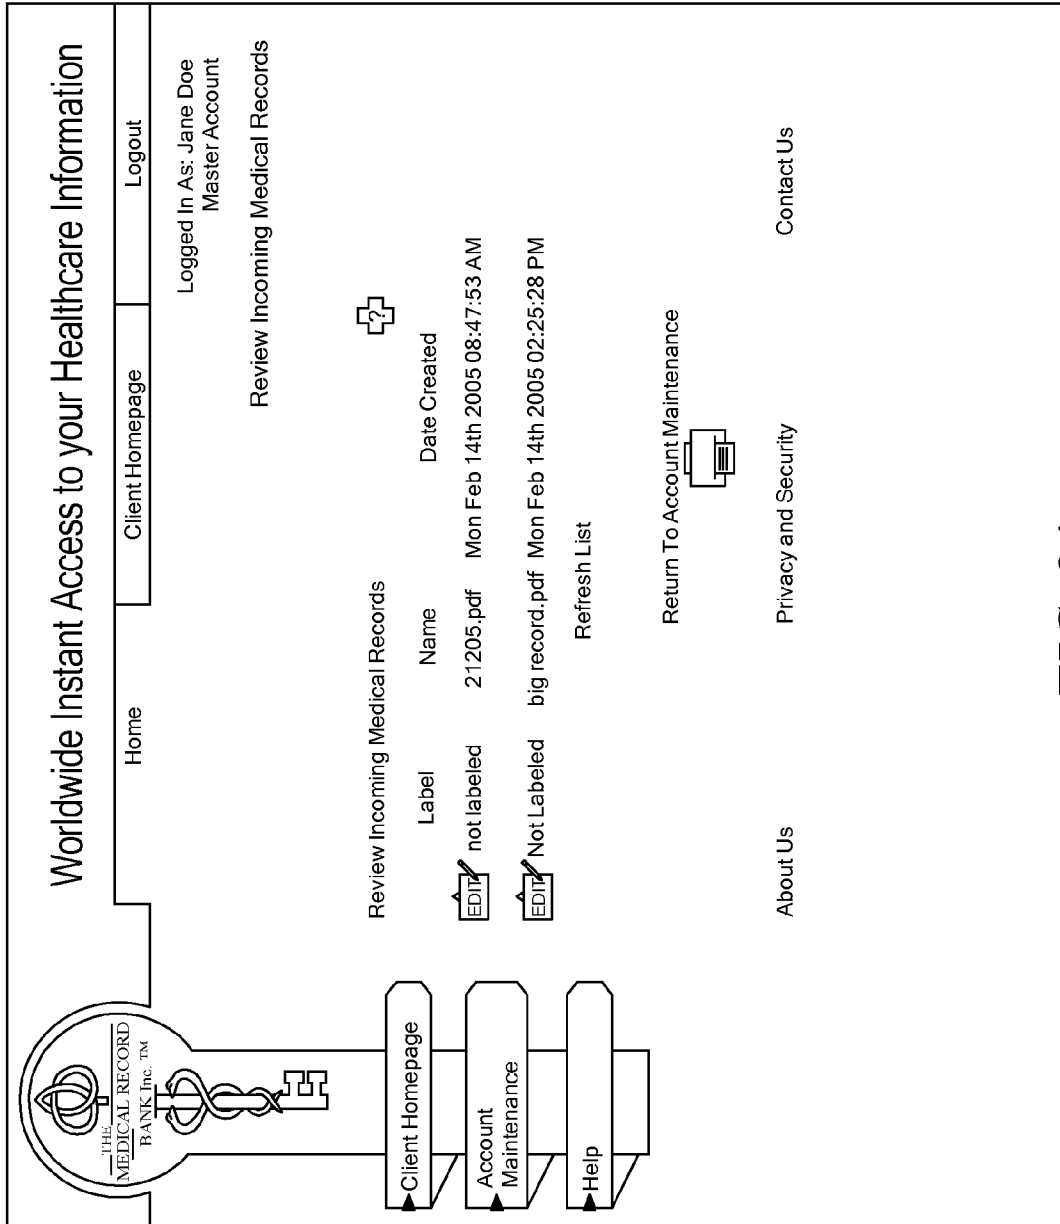 Worldwide Instant Access to your Healthcare Information
THE
MEDICAL RECORD
BANK Inc. TM
Home
Client Homepage
Logout
Logged In As: Jane Doe
Master Account
Review Incoming Medical Records
Client Homepage
Account
Maintenance
Help
Review Incoming Medical Records
?
Label Name Date Created
EDIT not labeled 21205.pdf Mon Feb 14th 2005 08:47:53 AM
EDIT Not Labeled big record.pdf Mon Feb 14th 2005 02:25:28 PM
Refresh List
Return To Account Maintenance
About Us Privacy and Security Contact Us